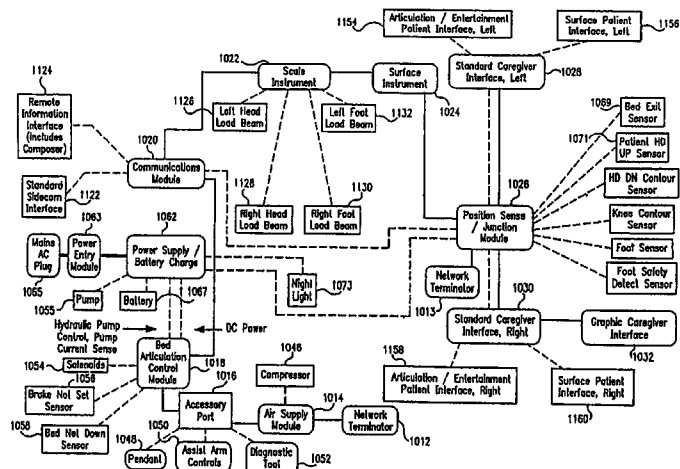 1154
Articulation / Entertainment
Patient Interface, Left
Surface Patient
Interface, Left
1156
1124
1022
Scale
Instrument
Surface
Instrument
1024
Standard Caregiver
Interface, Left
1028
Remote
Information
Interface
(Includes
Composer)
1126
Left Head
Load Beam
Left Foot
Load Beam
1132
1069
Bed Exit
Sensor
1071
Patient HD
UP Sensor
1020
Communications
Module
HD DN Contour
Sensor
Standard
Sidecam
Interface
1122
1128
1130
1026
Right Head
Load Beam
Right Foot
Load Beam
Position Sense
/ Junction
Module
Knee Contour
Sensor
1063
1062
Mains
AC
Plug
Power
Entry
Module
Power Supply /
Battery Charge
Foot Sensor
1065
Foot Safety
Detect Sensor
Pump
1055
Battery
1067
Night
Light
1073
Network
Terminator
1013
1030
Hydraulic Pump
Control, Pump
Current Sense
DC Power
Standard Caregiver
Interface, Right
Graphic Caregiver
Interface
1032
1018
Bed
Articulation
Control
Module
1054
Solenoids
1046
Compressor
1056
Brake Not Set
Sensor
1016
Accessory
Port
1014
Air Supply
Module
Network
Terminator
1012
1158
Articulation / Entertainment
Patient Interface, Right
Surface Patient
Interface, Right
1160
1058
Bed Not Down
Sensor
1048
1050
Pendant
Assist Arm
Controls
Diagnostic
Tool
1052